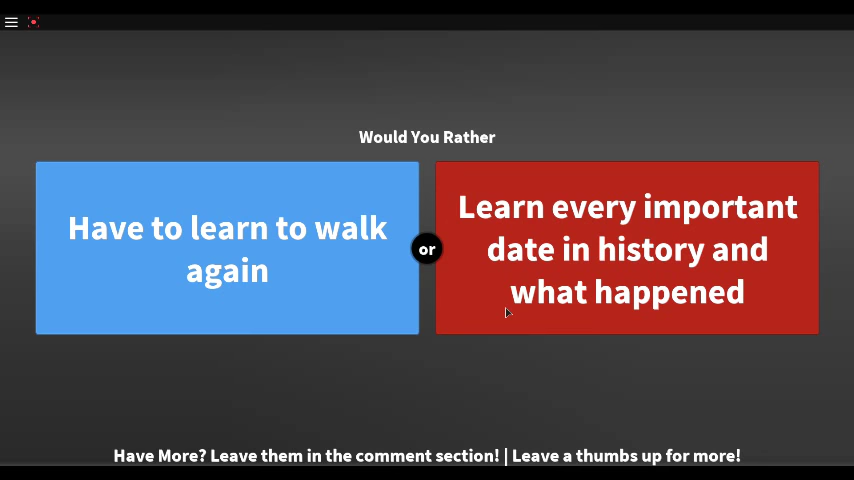 Would You Rather
Have to learn to walk
again
or
Learn every important
date in history and
what happened
Have More? Leave them in the comment section! | Leave a thumbs up for more!